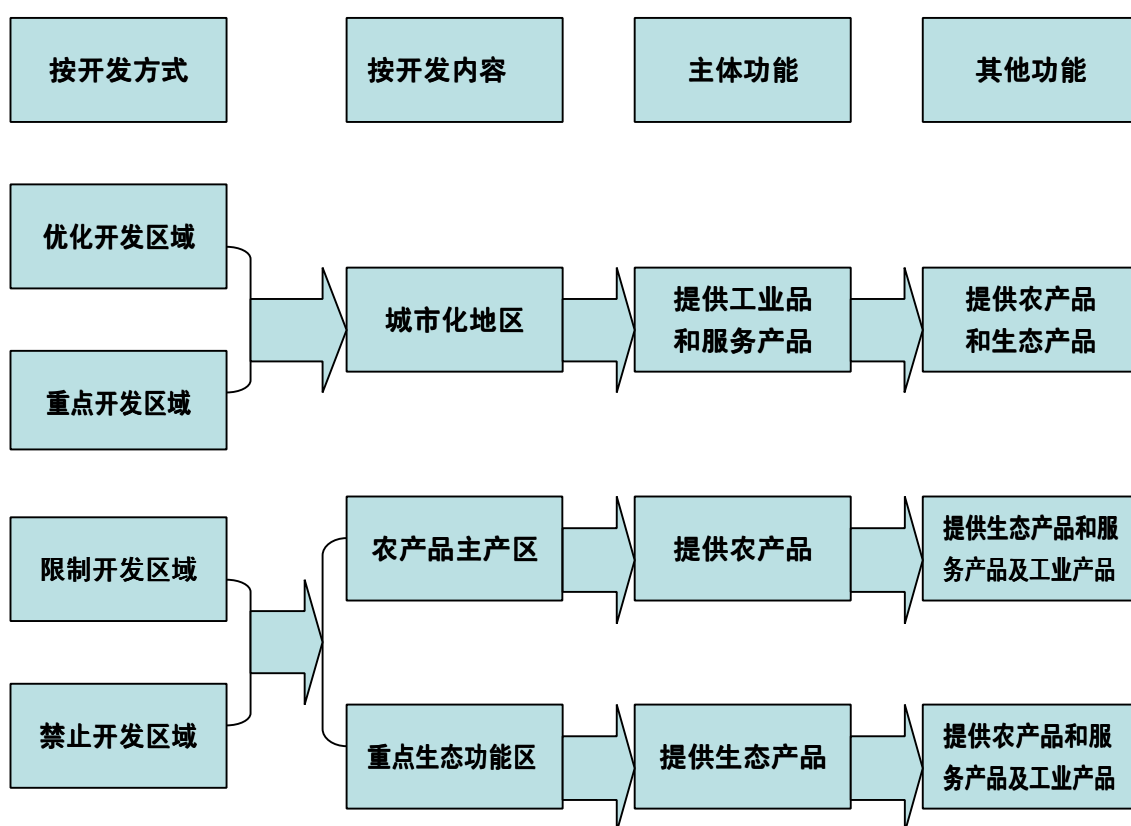 按开发方式
按开发内容
主体功能
其他功能
优化开发区域
重点开发区域
城市化地区
提供工业品
和服务产品
提供农产品
和生态产品
限制开发区域
禁止开发区域
农产品主产区
提供农产品
提供生态产品和服
务产品及工业产品
重点生态功能区
提供生态产品
提供农产品和服
务产品及工业产品